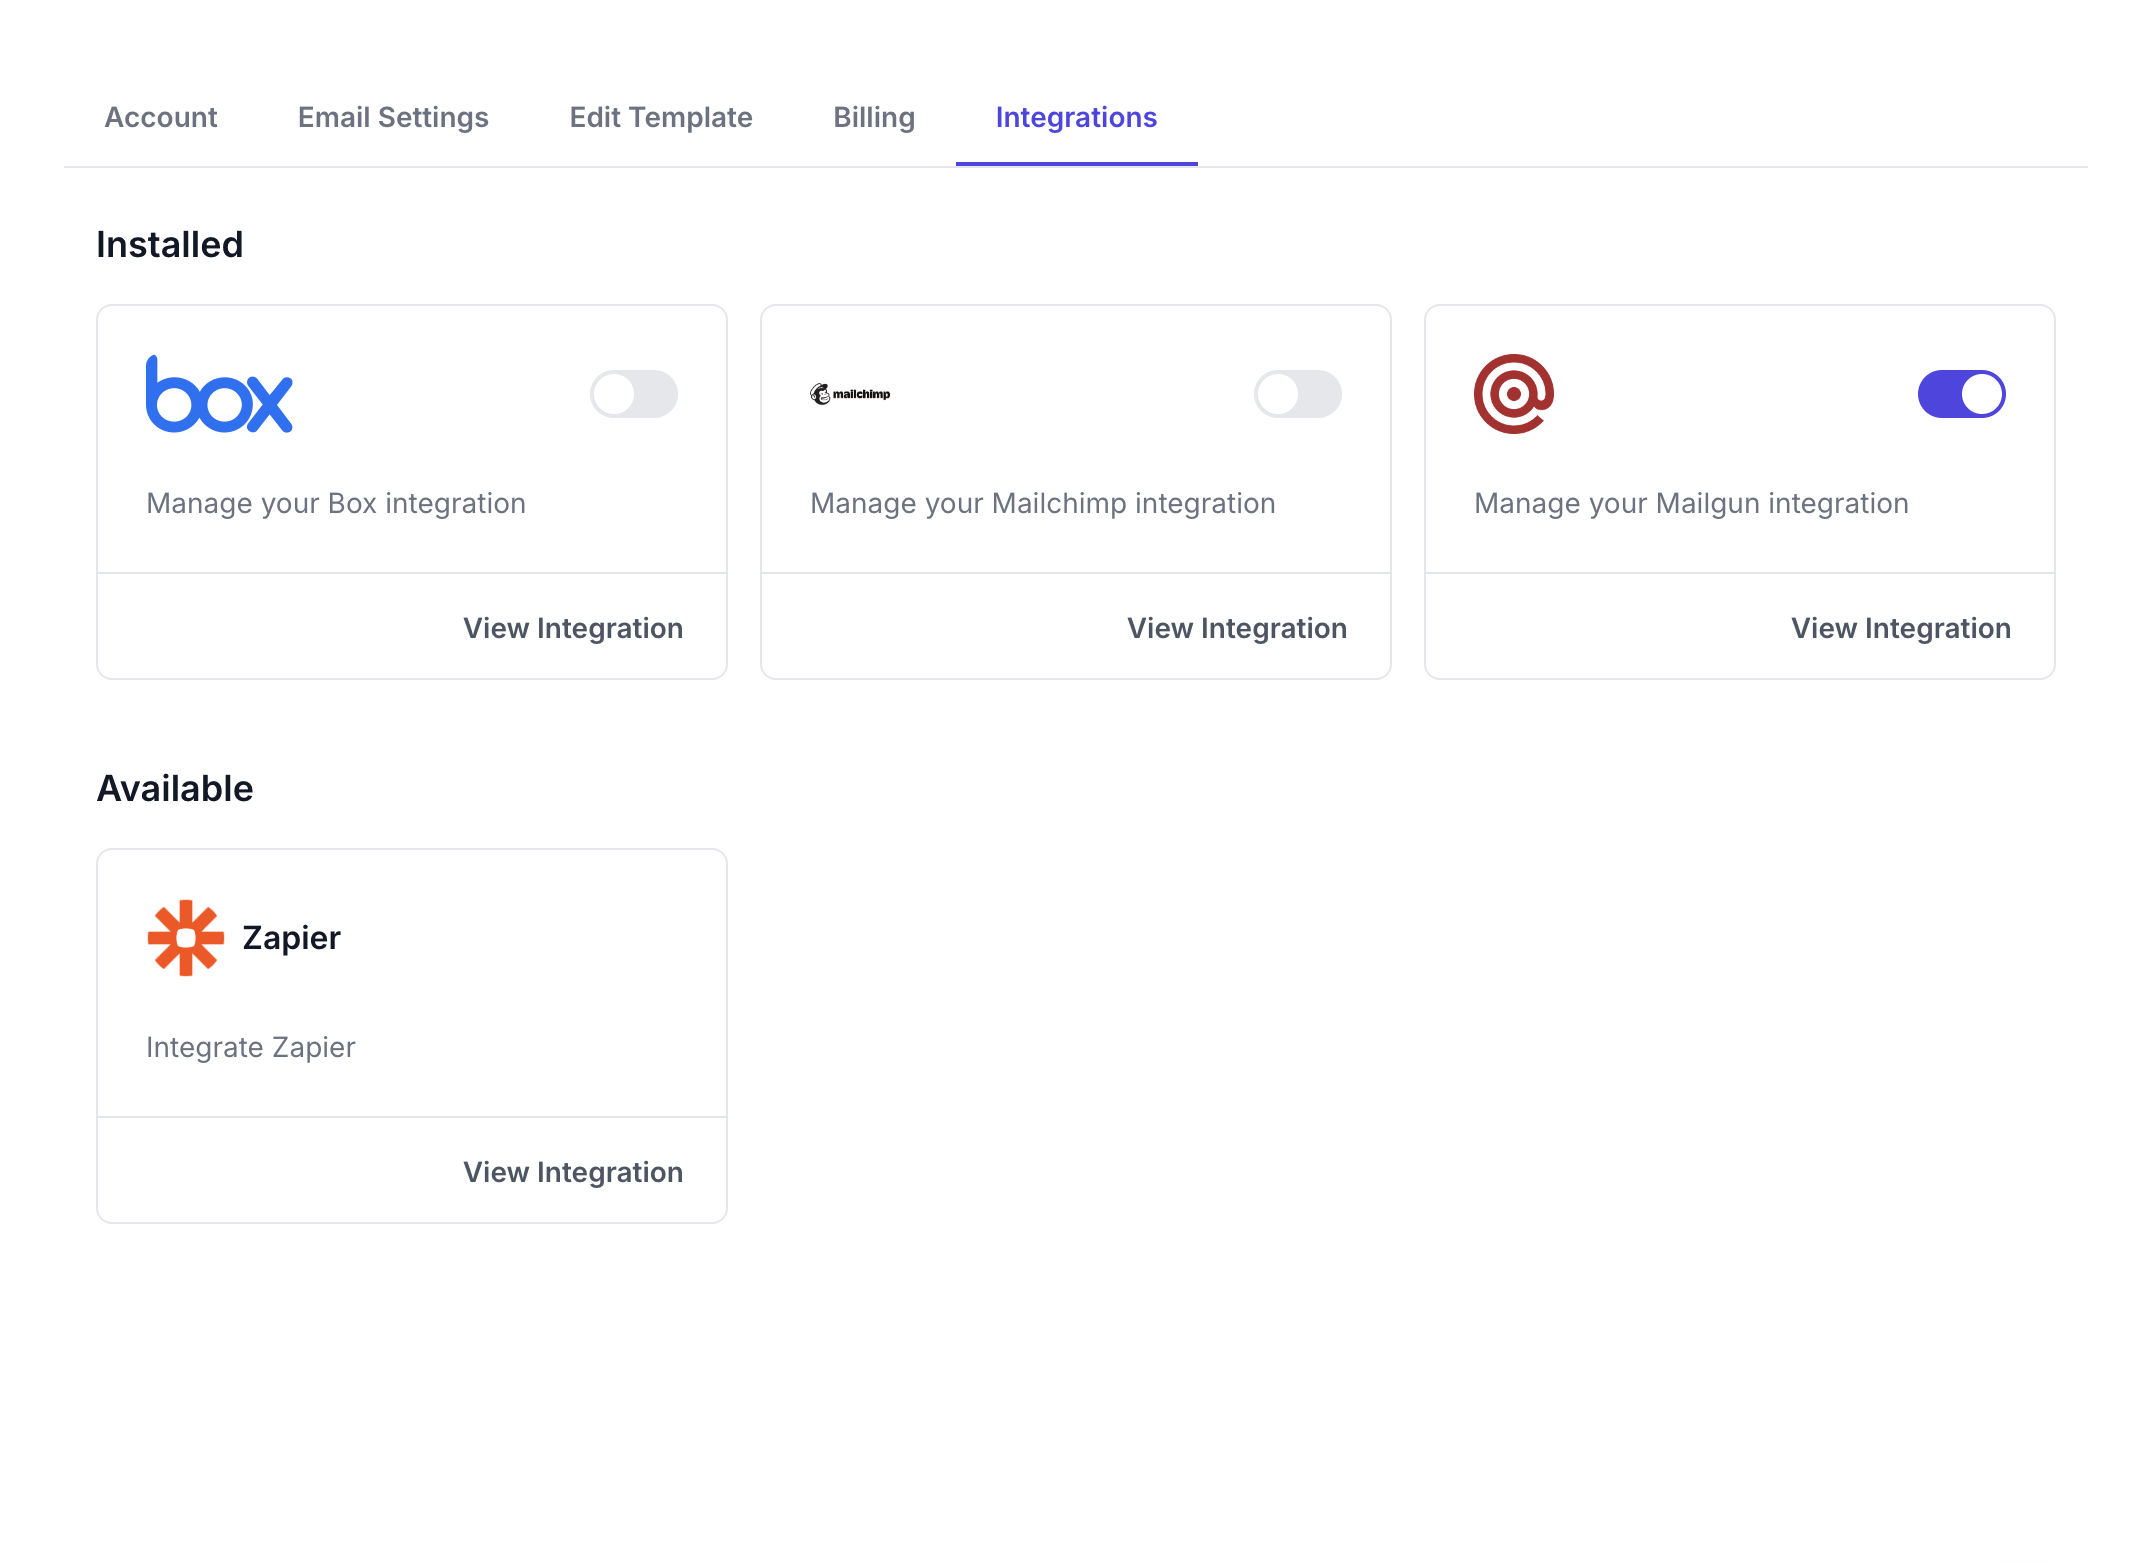 Account
Email Settings
Edit Template
Billing
Integrations
Installed
box
Manage your Box integration
View Integration
mailchimp
Manage your Mailchimp integration
View Integration
Manage your Mailgun integration
View Integration
Available
Zapier
Integrate Zapier
View Integration